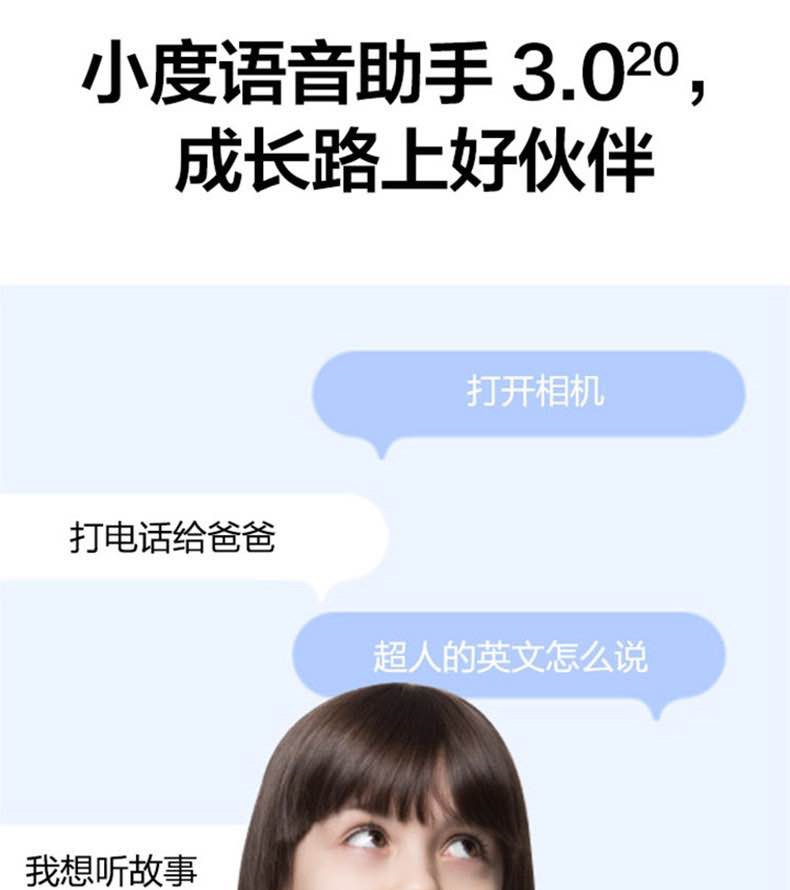 小度语音助手 3.0²⁰，
成长路上好伙伴
打开相机
打电话给爸爸
超人的英文怎么说
我想听故事